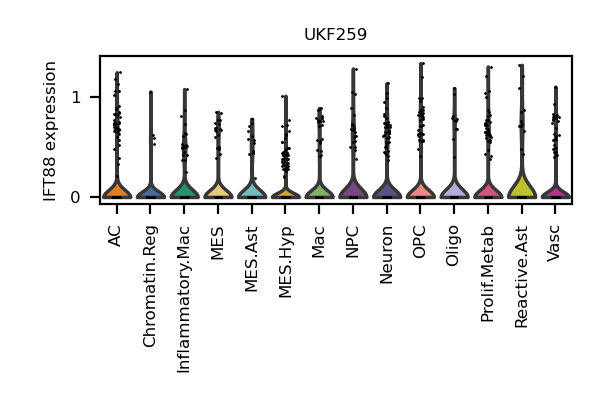 UKF259
IFT88 expression
1
0
AC
Chromatin.Reg
Inflammatory.Mac
MES
MES.Ast
MES.Hyp
Mac
NPC
Neuron
OPC
Oligo
Prolif.Metab
Reactive.Ast
Vasc